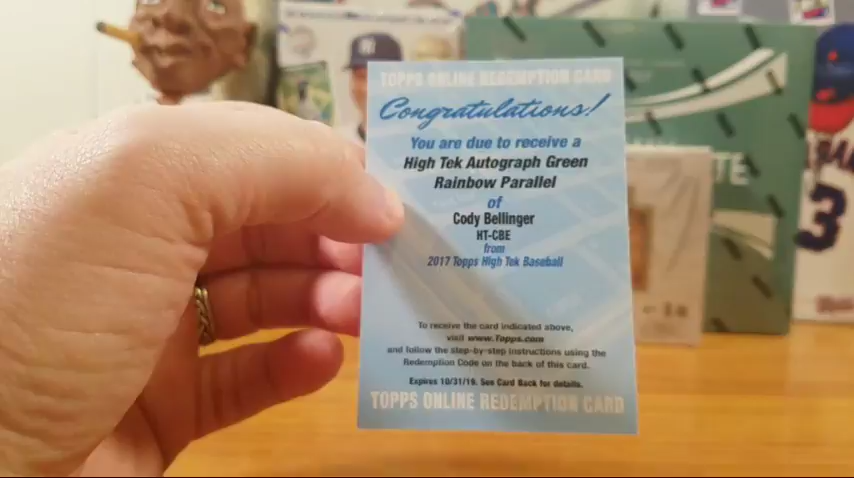 TOPPS ONLINE REDEMPTION CARD
Congratulations!
You are due to receive a
High Tek Autograph Green
Rainbow Parallel
of
Cody Bellinger
HT-CBE
from
2017 Topps High Tek Baseball
To receive the card indicated above,
visit www.Topps.com
and follow the step-by-step instructions using the
Redemption Code on the back of this card.
Expires 10/31/19. See Card Back for details.
TOPPS ONLINE REDEMPTION CARD
3